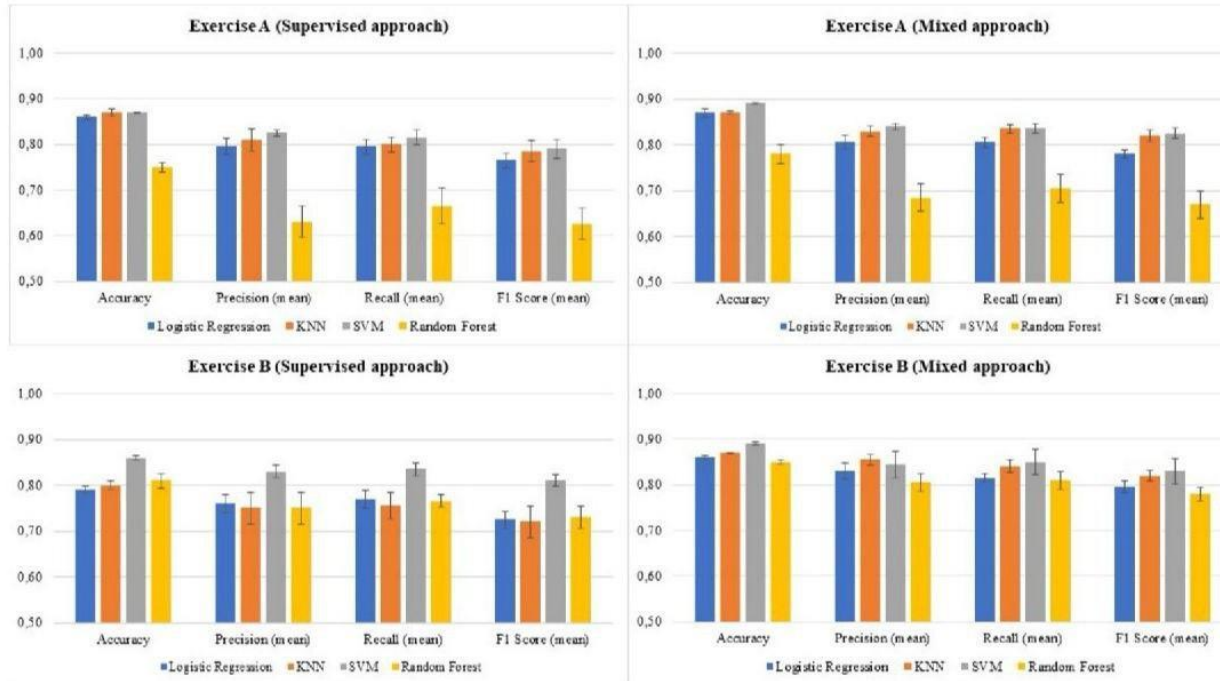 Exercise A (Supervised approach)
1,00
0,90
0,80
0,70
0,60
0,50
Accuracy Precision (mean) Recall (mean) F1 Score (mean)
Logistic Regression KNN SVM Random Forest
Exercise A (Mixed approach)
1,00
0,90
0,80
0,70
0,60
0,50
Accuracy Precision (mean) Recall (mean) F1 Score (mean)
Logistic Regression KNN SVM Random Forest
Exercise B (Supervised approach)
1,00
0,90
0,80
0,70
0,60
0,50
Accuracy Precision (mean) Recall (mean) F1 Score (mean)
Logistic Regression KNN SVM Random Forest
Exercise B (Mixed approach)
1,00
0,90
0,80
0,70
0,60
0,50
Accuracy Precision (mean) Recall (mean) F1 Score (mean)
Logistic Regression KNN SVM Random Forest